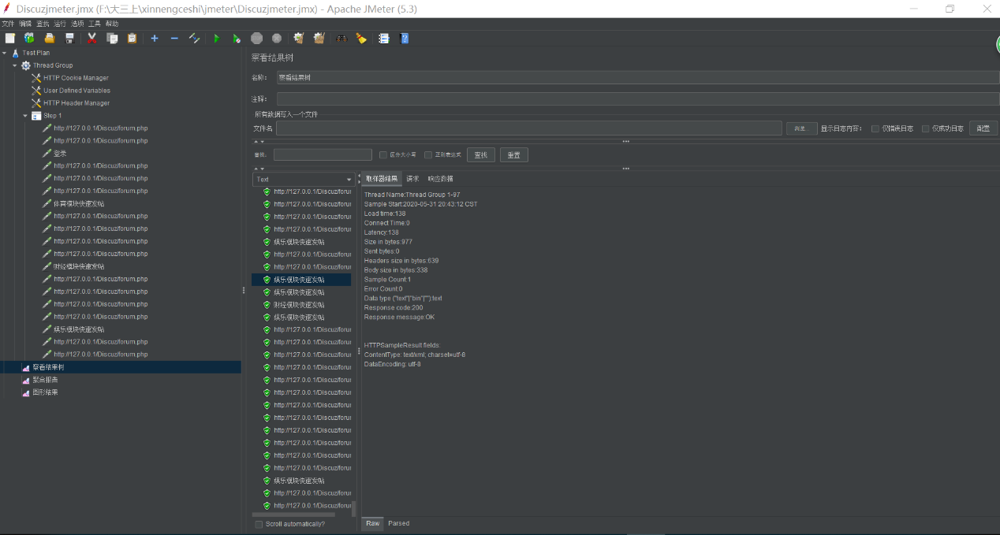 Discuzjmeter.jmx (F:\大三上\xinnengceshi\jmeter\Discuzjmeter.jmx) - Apache JMeter (5.3)
文件 编辑 查找 运行 选项 工具 帮助
Test Plan
Thread Group
HTTP Cookie Manager
User Defined Variables
HTTP Header Manager
Step 1
http://127.0.0.1/Discuz/forum.php
http://127.0.0.1/Discuz/forum.php
登录
http://127.0.0.1/Discuz/forum.php
http://127.0.0.1/Discuz/forum.php
http://127.0.0.1/Discuz/forum.php
体育模块快速发帖
http://127.0.0.1/Discuz/forum.php
http://127.0.0.1/Discuz/forum.php
http://127.0.0.1/Discuz/forum.php
http://127.0.0.1/Discuz/forum.php
财经模块快速发帖
http://127.0.0.1/Discuz/forum.php
http://127.0.0.1/Discuz/forum.php
http://127.0.0.1/Discuz/forum.php
http://127.0.0.1/Discuz/forum.php
娱乐模块快速发帖
http://127.0.0.1/Discuz/forum.php
http://127.0.0.1/Discuz/forum.php
察看结果树
聚合报告
图形结果
察看结果树
名称： 察看结果树
注释：
所有数据写入一个文件
文件名 浏览... 显示日志内容： 仅错误日志 仅成功日志 配置
查找: 区分大小写 正则表达式 查找 重置
Text
http://127.0.0.1/Discuz/forur
http://127.0.0.1/Discuz/forur
http://127.0.0.1/Discuz/forur
http://127.0.0.1/Discuz/forur
娱乐模块快速发帖
http://127.0.0.1/Discuz/forur
http://127.0.0.1/Discuz/forur
娱乐模块快速发帖
娱乐模块快速发帖
财经模块快速发帖
娱乐模块快速发帖
http://127.0.0.1/Discuz/forur
http://127.0.0.1/Discuz/forur
http://127.0.0.1/Discuz/forur
http://127.0.0.1/Discuz/forur
http://127.0.0.1/Discuz/forur
http://127.0.0.1/Discuz/forur
http://127.0.0.1/Discuz/forur
http://127.0.0.1/Discuz/forur
http://127.0.0.1/Discuz/forur
http://127.0.0.1/Discuz/forur
http://127.0.0.1/Discuz/forur
http://127.0.0.1/Discuz/forur
娱乐模块快速发帖
http://127.0.0.1/Discuz/forur
http://127.0.0.1/Discuz/forur
Scroll automatically?
取样器结果 请求 响应数据
Thread Name:Thread Group 1-97
Sample Start:2020-05-31 20:43:12 CST
Load time:138
Connect Time:0
Latency:138
Size in bytes:977
Sent bytes:0
Headers size in bytes:639
Body size in bytes:338
Sample Count:1
Error Count:0
Data type ("text"|"bin"|""):text
Response code:200
Response message:OK
HTTPSampleResult fields:
ContentType: text/xml; charset=utf-8
DataEncoding: utf-8
Raw Parsed